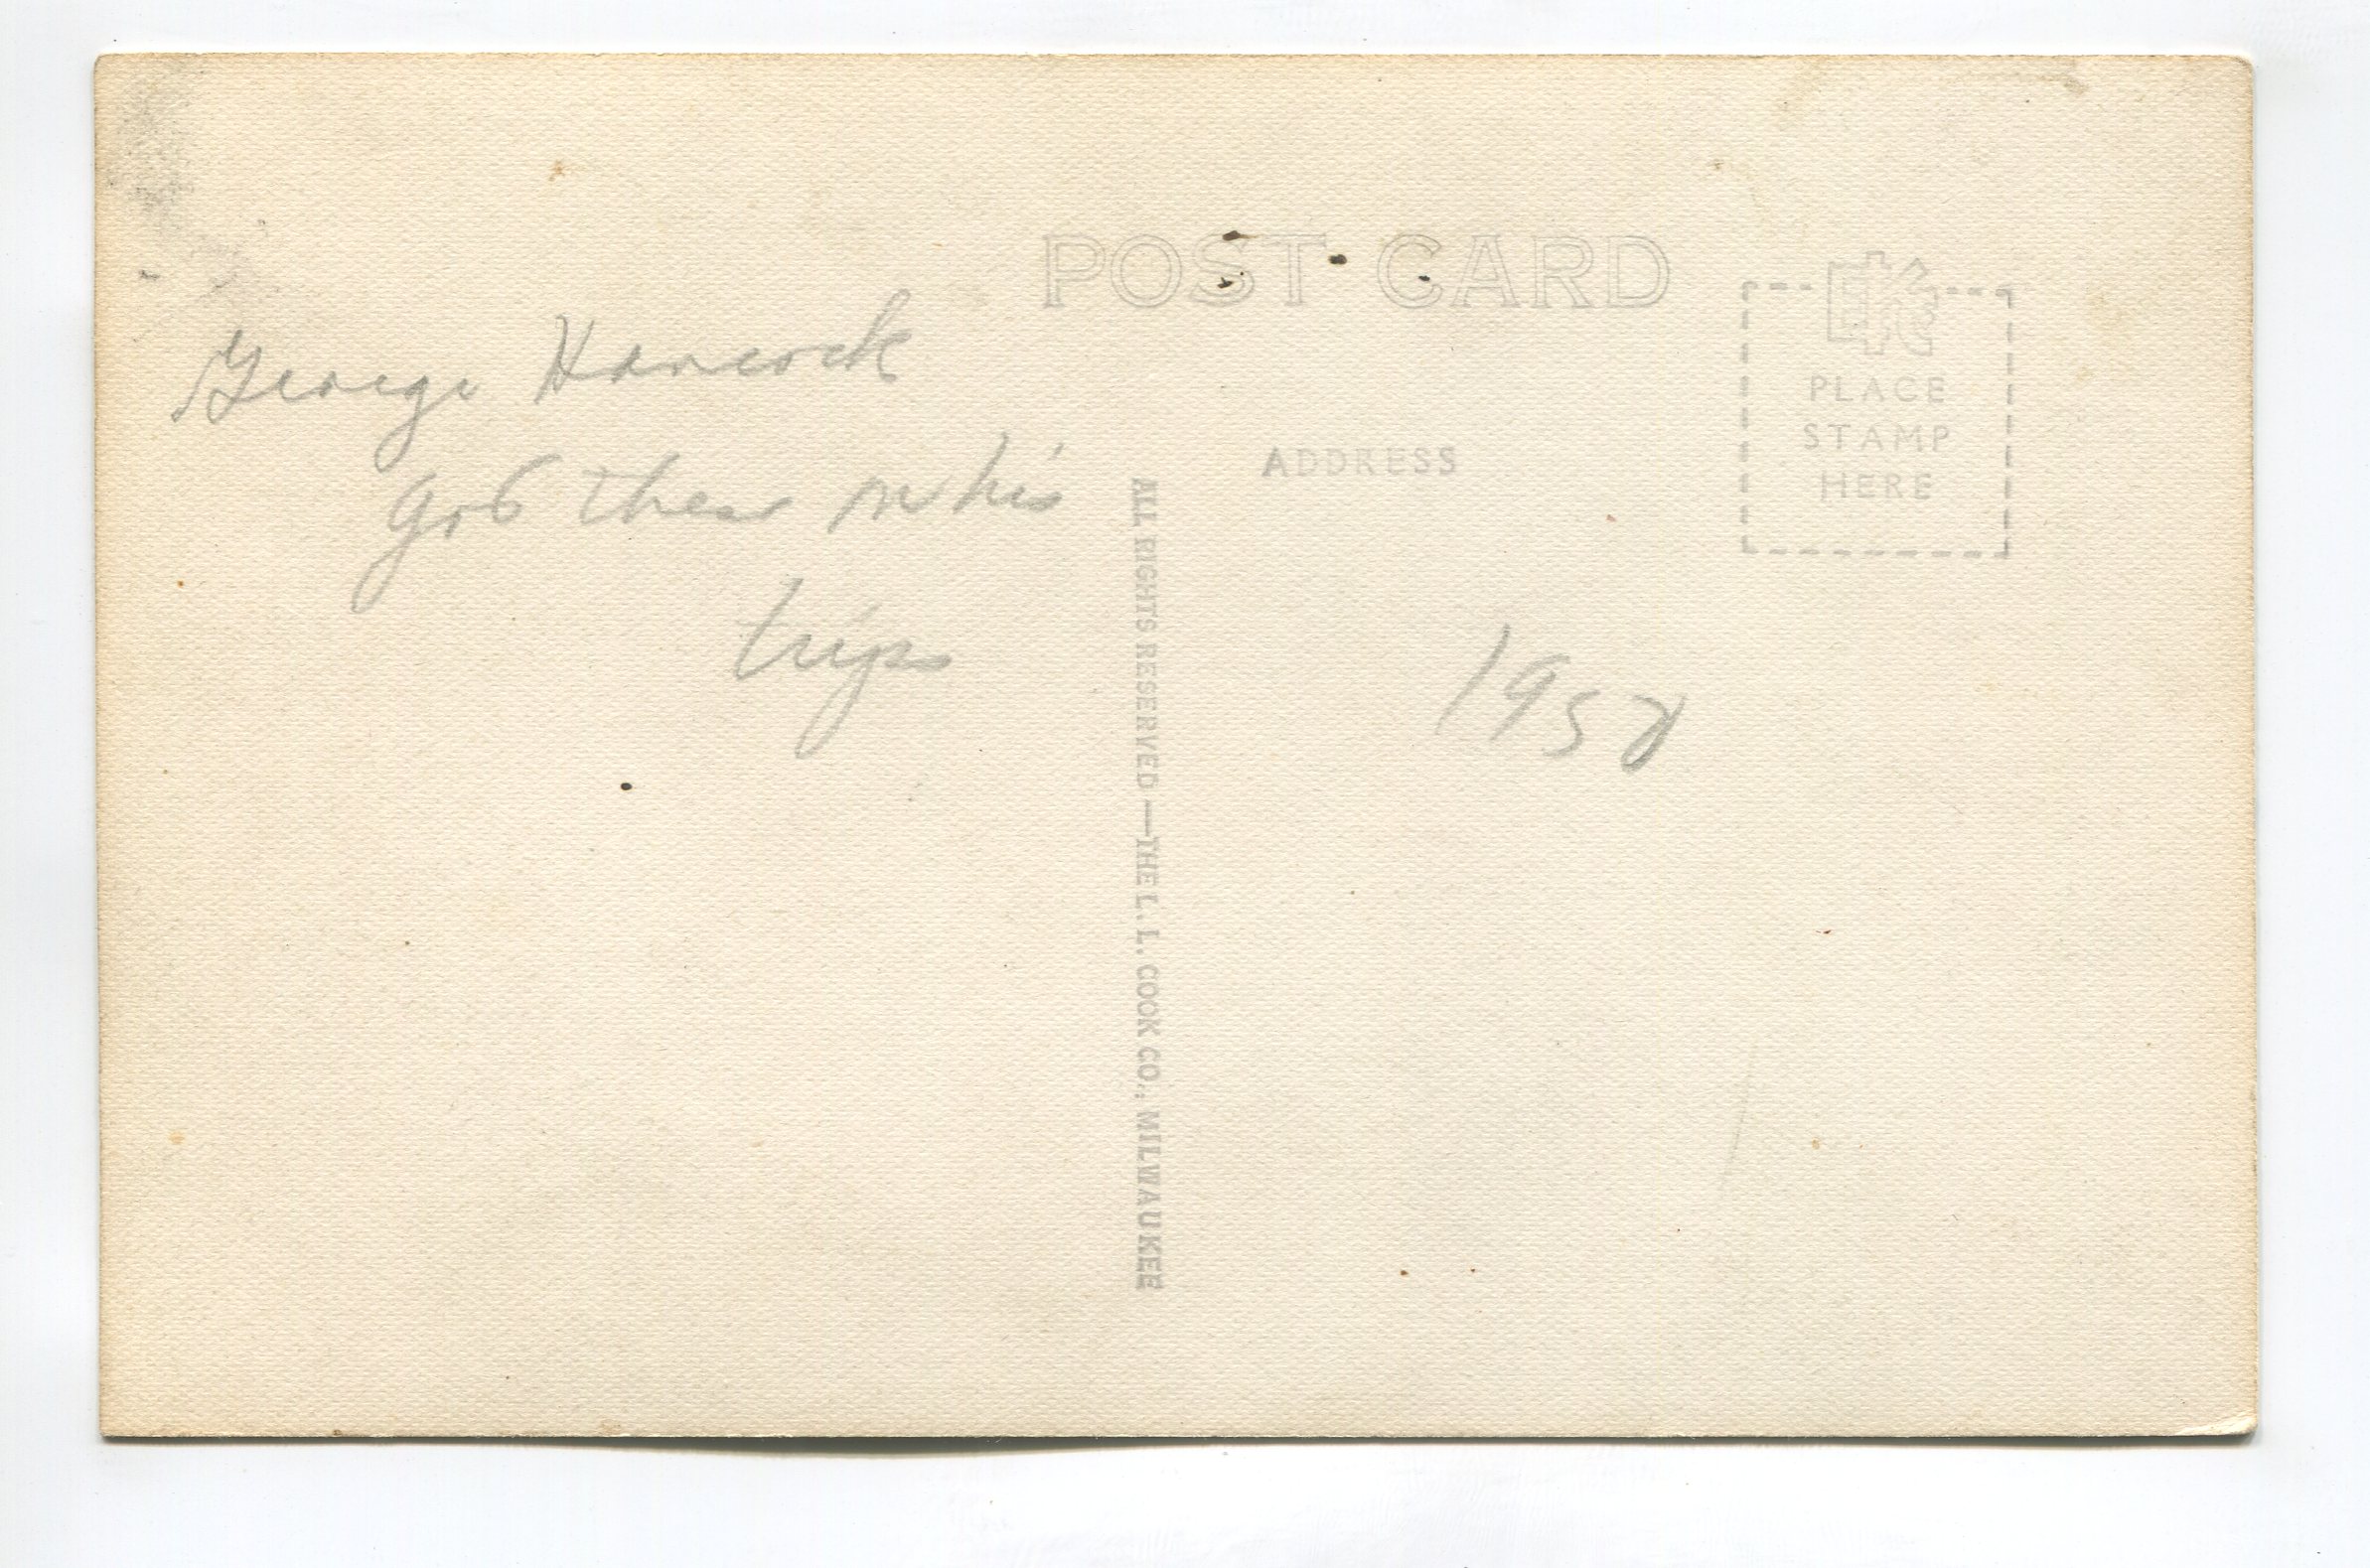 POST CARD
George Hancock
got these on his
trips
ADDRESS
PLACE
STAMP
HERE
1950
ALL RIGHTS RESERVED—THE L. L. COOK CO., MILWAUKEE